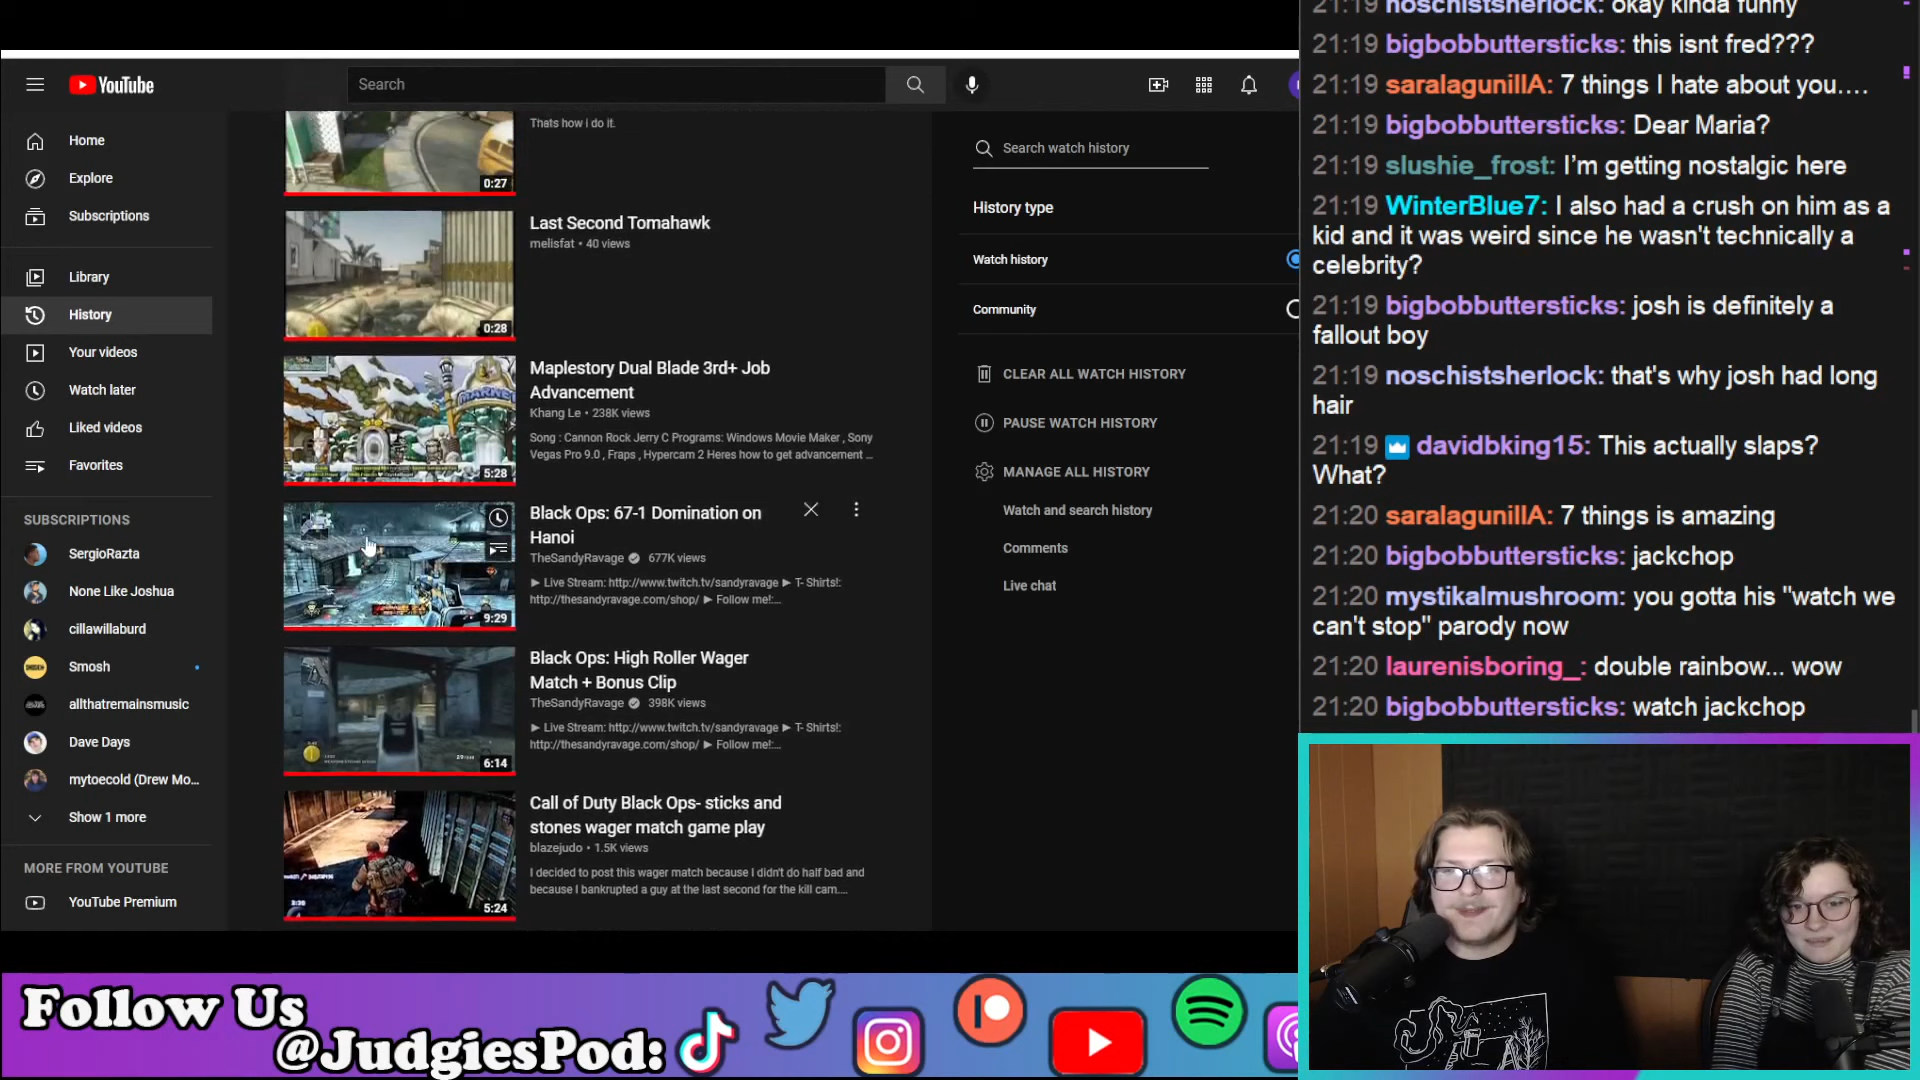 YouTube
Search
Home
Explore
Subscriptions
Library
History
Your videos
Watch later
Liked videos
Favorites
SUBSCRIPTIONS
SergioRazta
None Like Joshua
cillawillaburd
Smosh
allthatremainsmusic
Dave Days
mytoecold (Drew Mo...
Show 1 more
MORE FROM YOUTUBE
YouTube Premium
Thats how i do it.
0:27
Last Second Tomahawk
melisfat • 40 views
0:28
Maplestory Dual Blade 3rd+ Job
Advancement
Khang Le • 238K views
Song : Cannon Rock Jerry C Programs: Windows Movie Maker , Sony
Vegas Pro 9.0 , Fraps , Hypercam 2 Heres how to get advancement ...
5:28
Black Ops: 67-1 Domination on
Hanoi
TheSandyRavage 677K views
► Live Stream: http://www.twitch.tv/sandyravage ► T- Shirts!:
http://thesandyravage.com/shop/ ► Follow me!:...
9:29
Black Ops: High Roller Wager
Match + Bonus Clip
TheSandyRavage 398K views
► Live Stream: http://www.twitch.tv/sandyravage ► T- Shirts!:
http://thesandyravage.com/shop/ ► Follow me!:...
6:14
Call of Duty Black Ops- sticks and
stones wager match game play
blazejudo • 1.5K views
I decided to post this wager match because I didn't do half bad and
because I bankrupted a guy at the last second for the kill cam....
5:24
Search watch history
History type
Watch history
Community
CLEAR ALL WATCH HISTORY
PAUSE WATCH HISTORY
MANAGE ALL HISTORY
Watch and search history
Comments
Live chat
21:19 noschistsherlock: okay kinda funny
21:19 bigbobbuttersticks: this isnt fred???
21:19 saralagunillA: 7 things I hate about you....
21:19 bigbobbuttersticks: Dear Maria?
21:19 slushie_frost: I'm getting nostalgic here
21:19 WinterBlue7: I also had a crush on him as a
kid and it was weird since he wasn't technically a
celebrity?
21:19 bigbobbuttersticks: josh is definitely a
fallout boy
21:19 noschistsherlock: that's why josh had long
hair
21:19 davidbking15: This actually slaps?
What?
21:20 saralagunillA: 7 things is amazing
21:20 bigbobbuttersticks: jackchop
21:20 mystikalmushroom: you gotta his "watch we
can't stop" parody now
21:20 laurenisboring_: double rainbow... wow
21:20 bigbobbuttersticks: watch jackchop
Follow Us
@JudgiesPod: